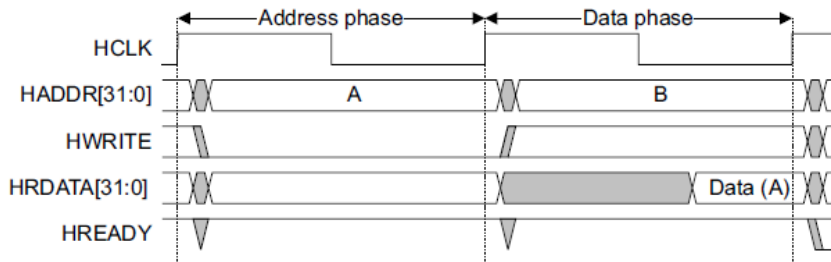 Address phase Data phase
HCLK
HADDR[31:0] A B
HWRITE
HRDATA[31:0] Data (A)
HREADY